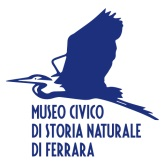 MUSEO CIVICO
DI STORIA NATURALE
DI FERRARA